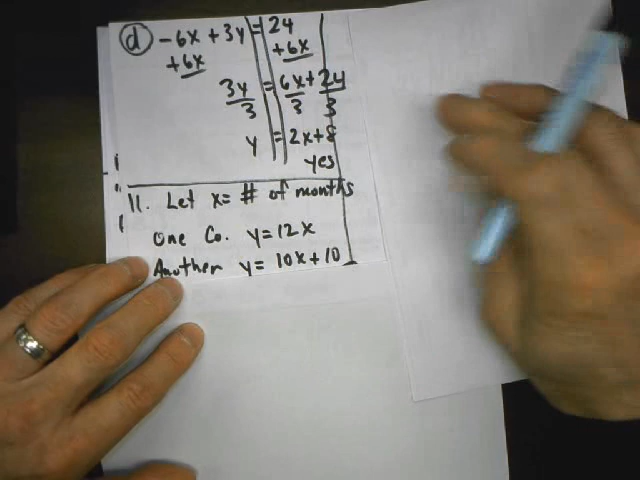 d -6x + 3y = 24
+6x +6x
3y/3 = 6x/3 + 24/3
y = 2x+8
yes
11. Let x= # of months
One Co. y=12x
Another y= 10x+10